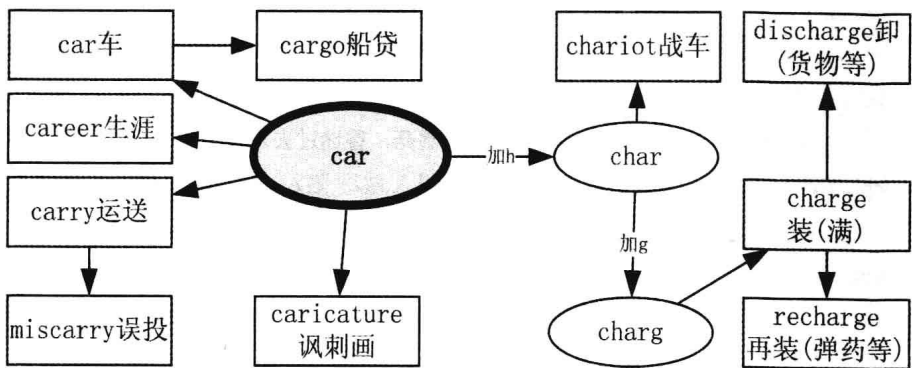 car车
cargo船贷
chariot战车
discharge卸
(货物等)
career生涯
car
加h
char
carry运送
加g
charge
装(满)
miscarry误投
caricature
讽刺画
charg
recharge
再装(弹药等)